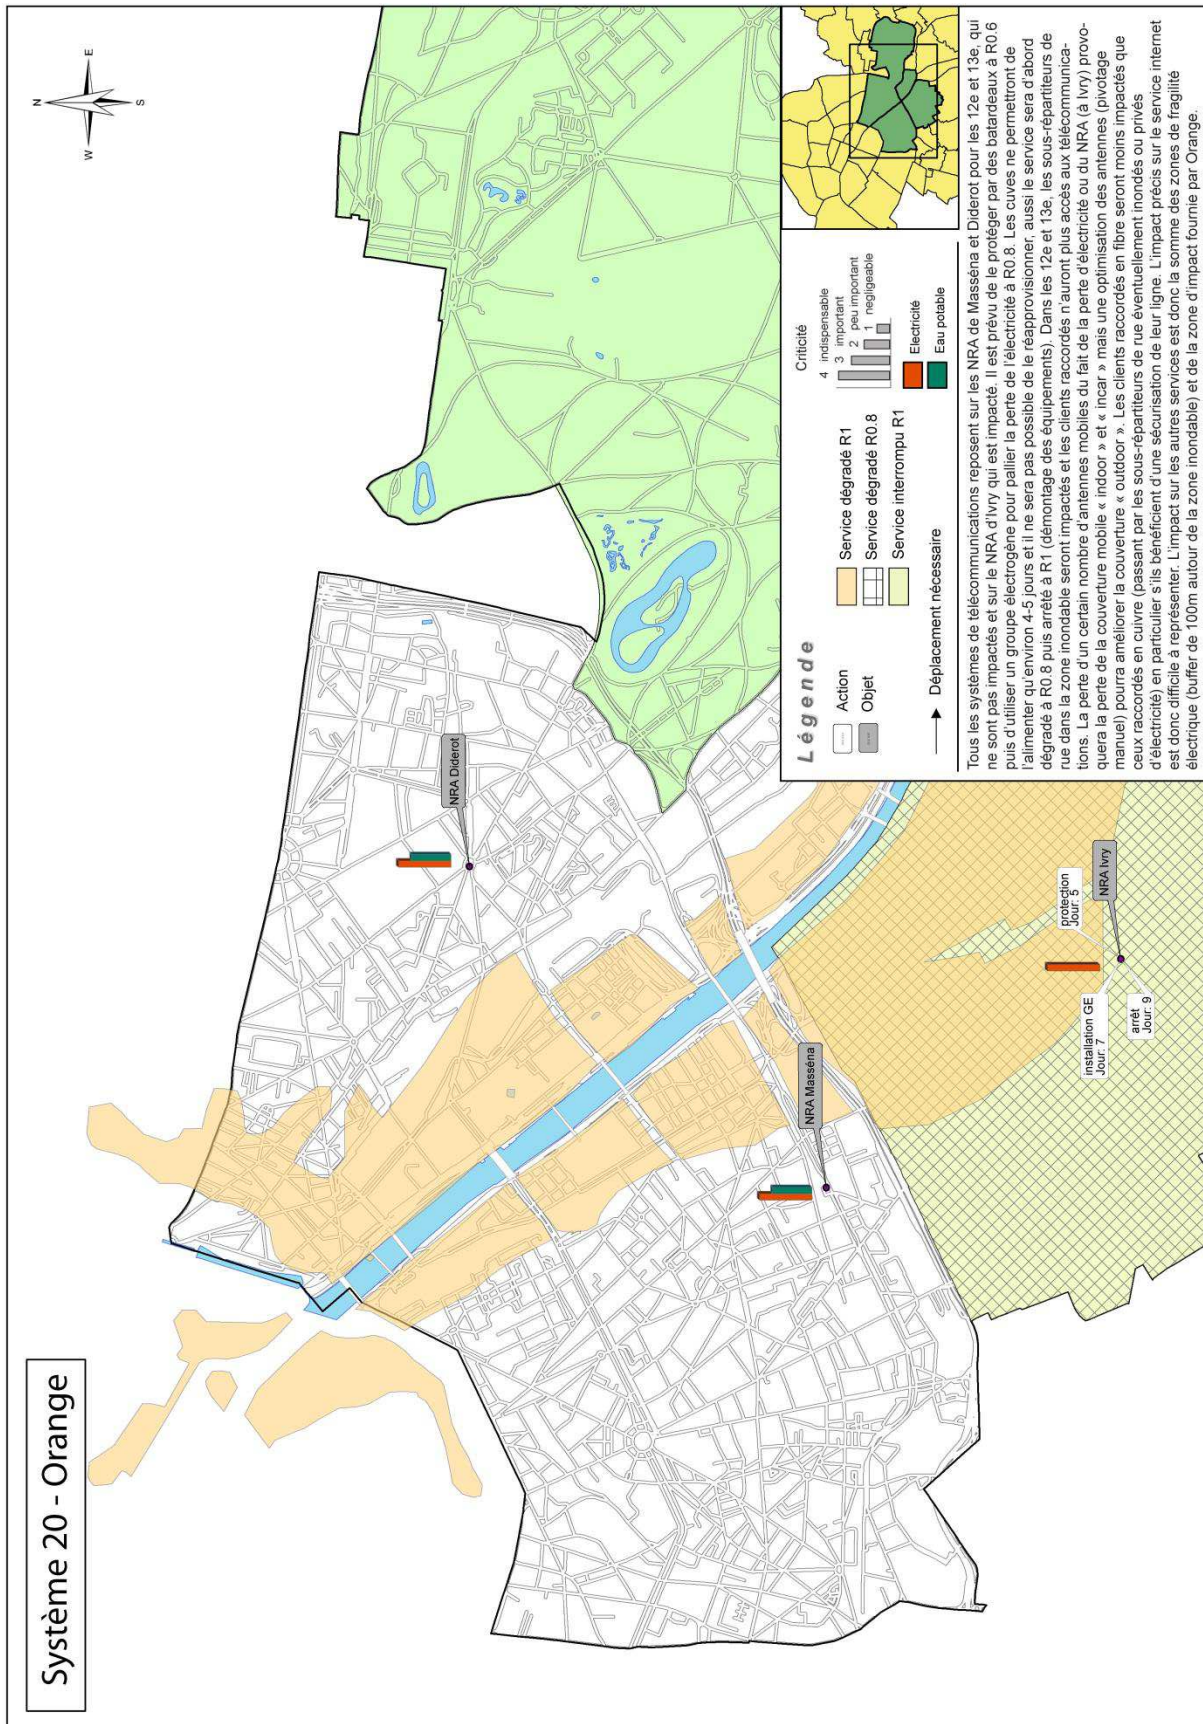 Système 20 - Orange
N
W
E
S
NRA Diderot
NRA Masséna
NRA Ivry
protection
Jour: 5
installation GE
Jour: 7
arrêt
Jour: 9
Légende
Action
Objet
Déplacement nécessaire
Service dégradé R1
Service dégradé R0.8
Service interrompu R1
Criticité
4 indispensable
3 important
2 peu important
1 negligeable
Electricité
Eau potable
Tous les systèmes de télécommunications reposent sur les NRA de Masséna et Diderot pour les 12e et 13e, qui
ne sont pas impactés et sur le NRA d'Ivry qui est impacté. Il est prévu de le protéger par des batardeaux à R0.6
puis d'utiliser un groupe électrogène pour pallier la perte de l'électricité à R0.8. Les cuves ne permettront de
l'alimenter qu'environ 4-5 jours et il ne sera pas possible de le réapprovisionner, aussi le service sera d'abord
dégradé à R0.8 puis arrêté à R1 (démontage des équipements). Dans les 12e et 13e, les sous-répartiteurs de
rue dans la zone inondable seront impactés et les clients raccordés n'auront plus accès aux télécommunica-
tions. La perte d'un certain nombre d'antennes mobiles du fait de la perte d'électricité ou du NRA (à Ivry) provo-
quera la perte de la couverture mobile « indoor » et « incar » mais une optimisation des antennes (pivotage
manuel) pourra améliorer la couverture « outdoor ». Les clients raccordés en fibre seront moins impactés que
ceux raccordés en cuivre (passant par les sous-répartiteurs de rue éventuellement inondés ou privés
d'électricité) en particulier s'ils bénéficient d'une sécurisation de leur ligne. L'impact précis sur le service internet
est donc difficile à représenter. L'impact sur les autres services est donc la somme des zones de fragilité
électrique (buffer de 100m autour de la zone inondable) et de la zone d'impact fournie par Orange.